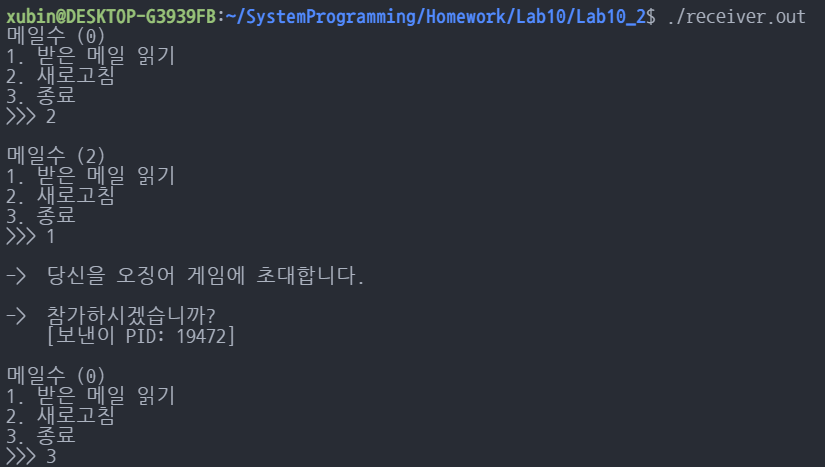 xubin@DESKTOP-G3939FB:~/SystemProgramming/Homework/Lab10/Lab10_2$ ./receiver.out
메일수 (0)
1. 받은 메일 읽기
2. 새로고침
3. 종료
>>> 2
메일수 (2)
1. 받은 메일 읽기
2. 새로고침
3. 종료
>>> 1
-> 당신을 오징어 게임에 초대합니다.
-> 참가하시겠습니까?
[보낸이 PID: 19472]
메일수 (0)
1. 받은 메일 읽기
2. 새로고침
3. 종료
>>> 3